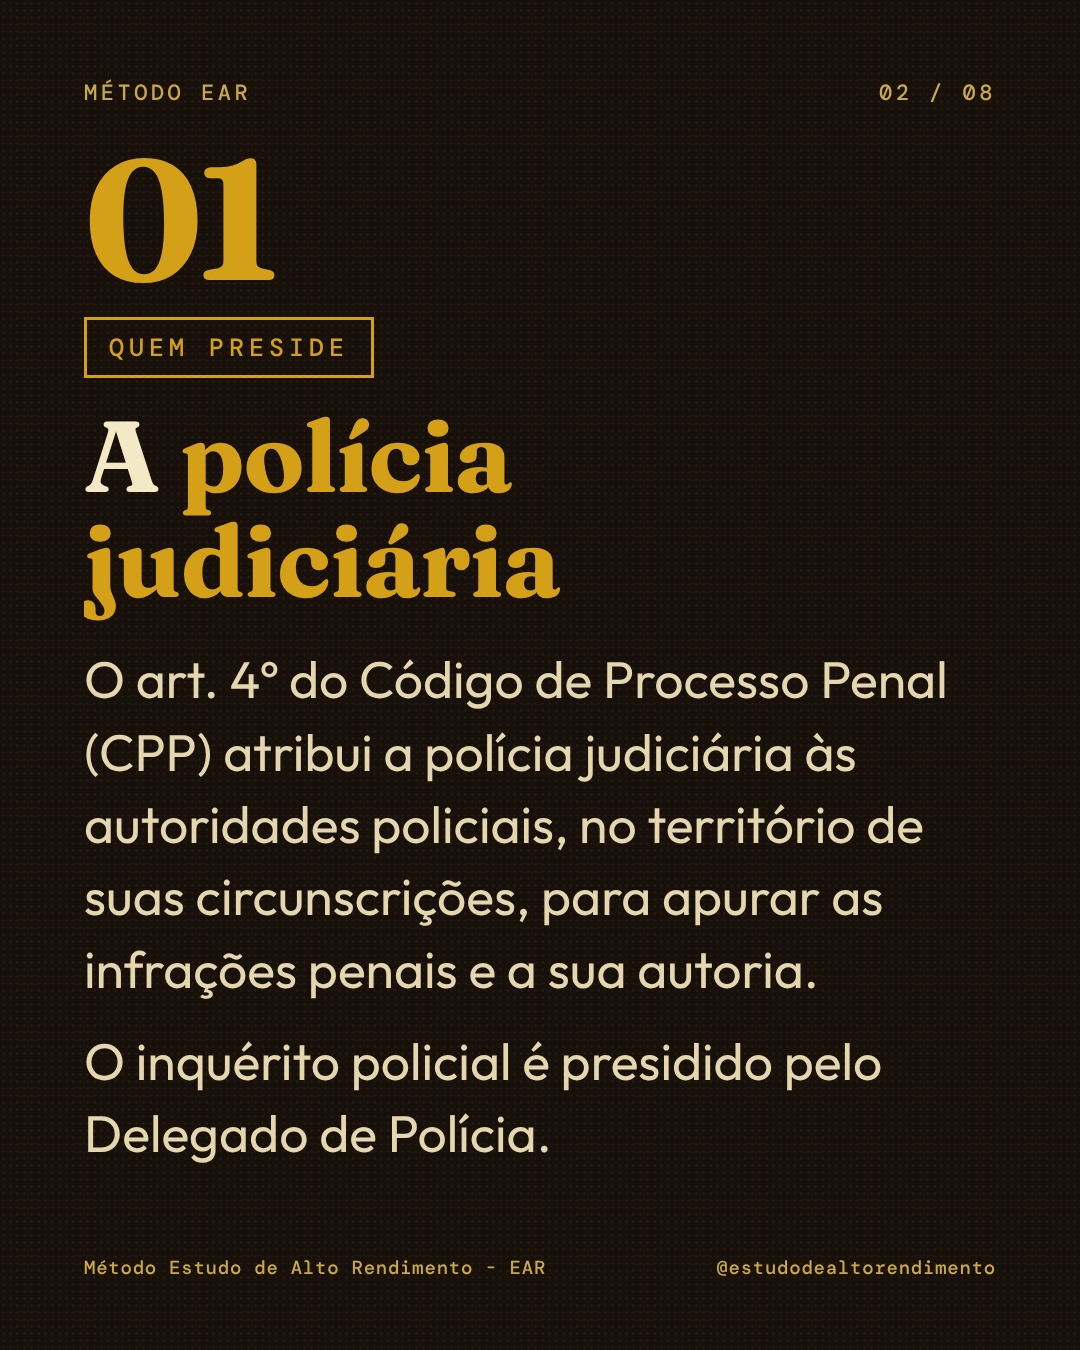 MÉTODO EAR
02 / 08
01
QUEM PRESIDE
A polícia
judiciária
O art. 4º do Código de Processo Penal
(CPP) atribui a polícia judiciária às
autoridades policiais, no território de
suas circunscrições, para apurar as
infrações penais e a sua autoria.
O inquérito policial é presidido pelo
Delegado de Polícia.
Método Estudo de Alto Rendimento - EAR
@estudodealtorendimento